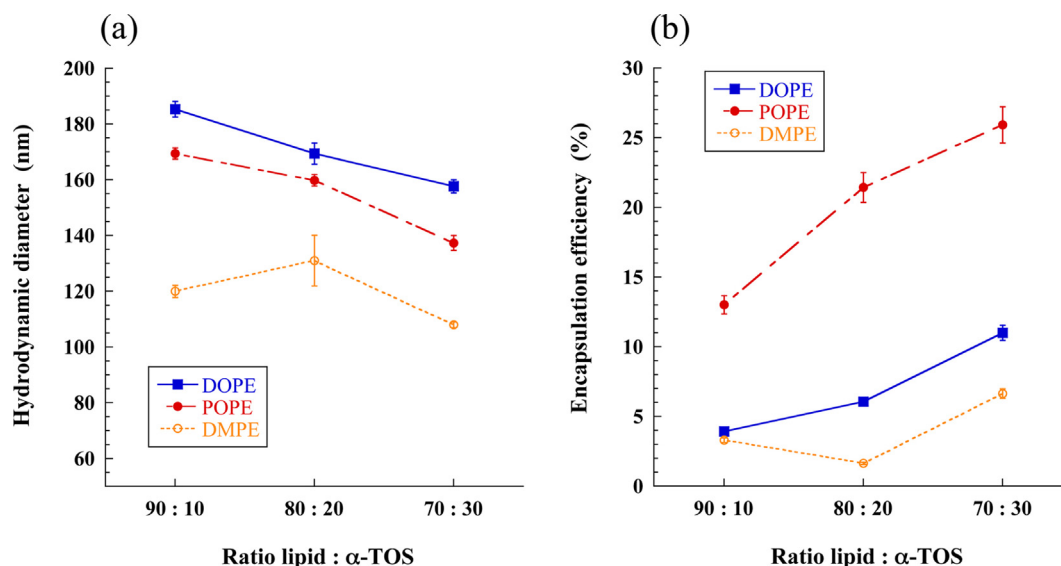 (a)
200
180
160
140
120
100
80
60
Hydrodynamic diameter (nm)
DOPE
POPE
DMPE
90 : 10
80 : 20
70 : 30
Ratio lipid : α-TOS
(b)
30
25
20
15
10
5
0
Encapsulation efficiency (%)
DOPE
POPE
DMPE
90 : 10
80 : 20
70 : 30
Ratio lipid : α-TOS